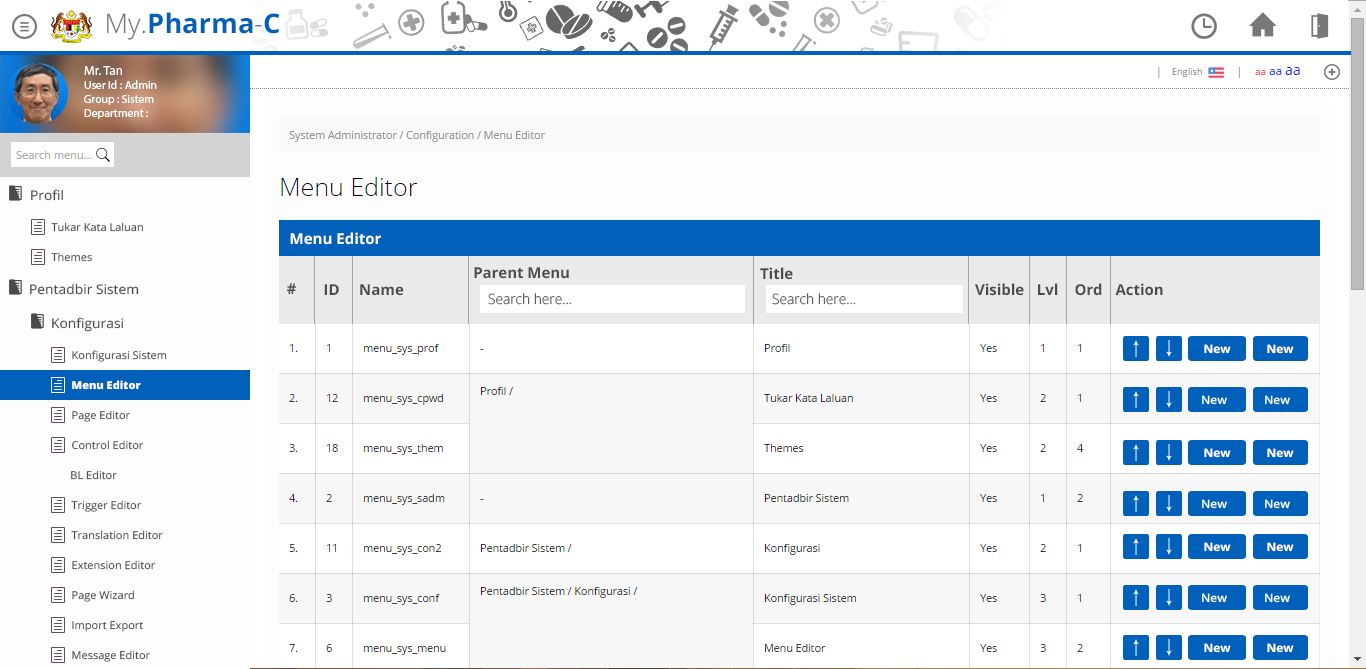 My.Pharma-C
Mr. Tan
User Id : Admin
Group : Sistem
Department :
| English | aa aa aa
Search menu...
System Administrator / Configuration / Menu Editor
Profil
Tukar Kata Laluan
Themes
Pentadbir Sistem
Konfigurasi
Konfigurasi Sistem
Menu Editor
Page Editor
Control Editor
BL Editor
Trigger Editor
Translation Editor
Extension Editor
Page Wizard
Import Export
Message Editor
Menu Editor
Menu Editor
# ID Name Parent Menu Title Visible Lvl Ord Action
Search here... Search here...
1. 1 menu_sys_prof - Profil Yes 1 1 ↑ ↓ New New
2. 12 menu_sys_cpwd Profil / Tukar Kata Laluan Yes 2 1 ↑ ↓ New New
3. 18 menu_sys_them Themes Yes 2 4 ↑ ↓ New New
4. 2 menu_sys_sadm - Pentadbir Sistem Yes 1 2 ↑ ↓ New New
5. 11 menu_sys_con2 Pentadbir Sistem / Konfigurasi Yes 2 1 ↑ ↓ New New
6. 3 menu_sys_conf Pentadbir Sistem / Konfigurasi / Konfigurasi Sistem Yes 3 1 ↑ ↓ New New
7. 6 menu_sys_menu Menu Editor Yes 3 2 ↑ ↓ New New